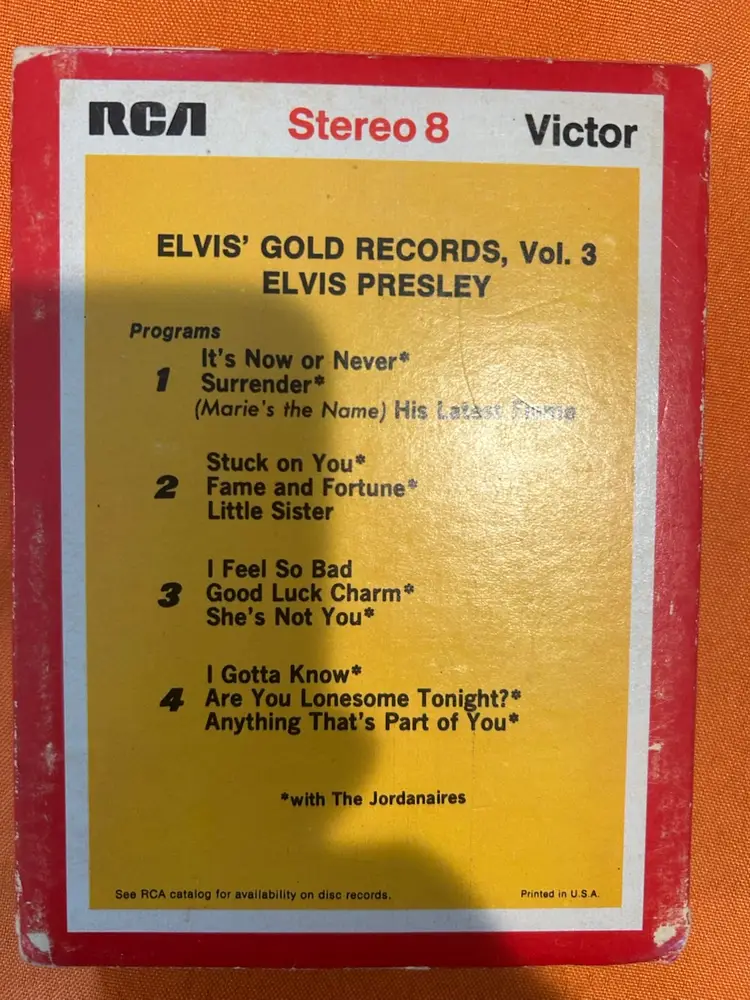 RCA Stereo 8 Victor
ELVIS' GOLD RECORDS, Vol. 3
ELVIS PRESLEY
Programs
1 It's Now or Never*
Surrender*
(Marie's the Name) His Latest Flame
2 Stuck on You*
Fame and Fortune*
Little Sister
3 I Feel So Bad
Good Luck Charm*
She's Not You*
4 I Gotta Know*
Are You Lonesome Tonight?*
Anything That's Part of You*
*with The Jordanaires
See RCA catalog for availability on disc records. Printed in U.S.A.